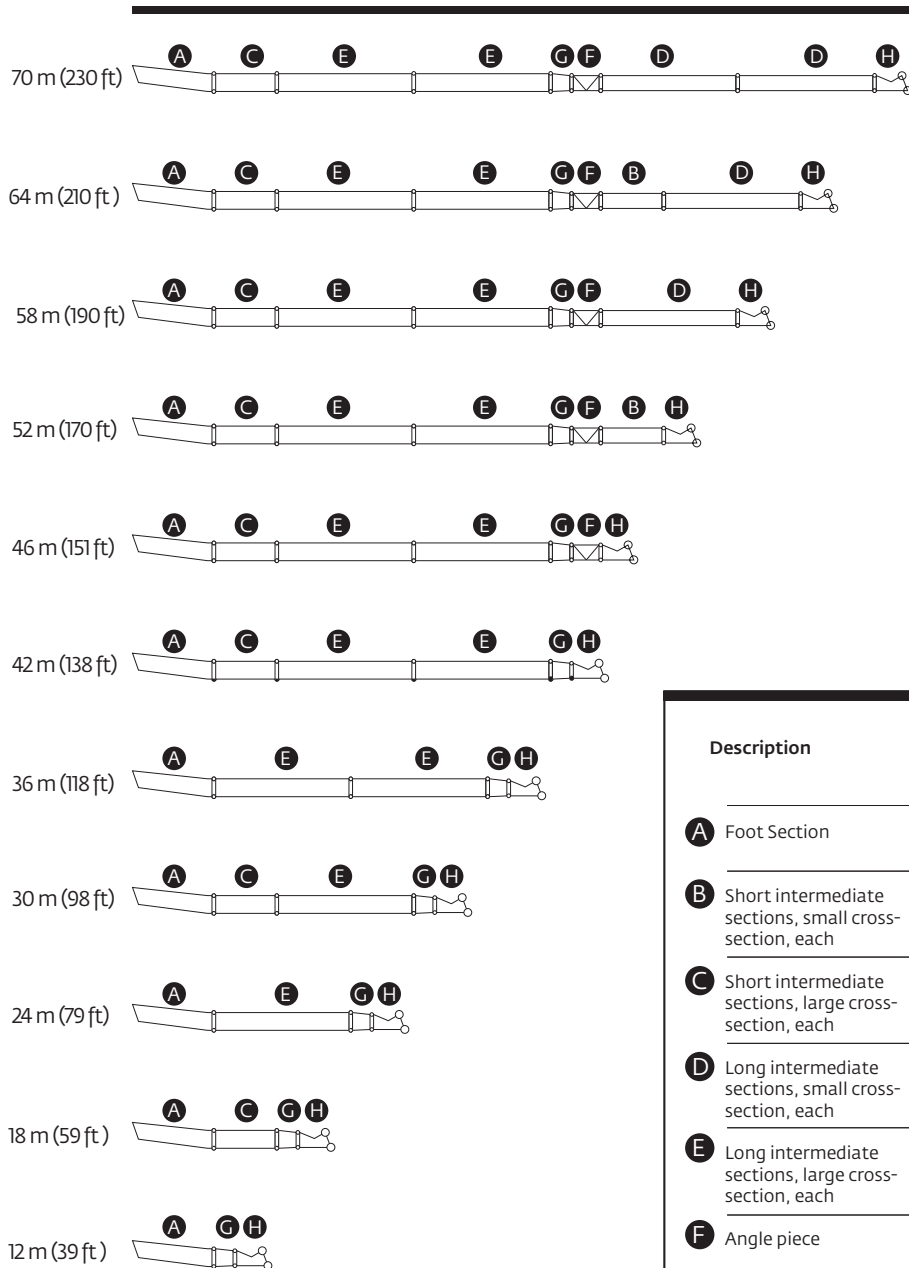 A C E E G F D D H
70 m (230 ft)
A C E E G F B D H
64 m (210 ft )
A C E E G F D H
58 m (190 ft)
A C E E G F B H
52 m (170 ft)
A C E E G F H
46 m (151 ft)
A C E E G H
42 m (138 ft)
A E E G H
36 m (118 ft)
A C E G H
30 m (98 ft)
A E G H
24 m (79 ft)
A C G H
18 m (59 ft )
A G H
12 m (39 ft )
Description
A Foot Section
B Short intermediate
sections, small cross-
section, each
C Short intermediate
sections, large cross-
section, each
D Long intermediate
sections, small cross-
section, each
E Long intermediate
sections, large cross-
section, each
F Angle piece